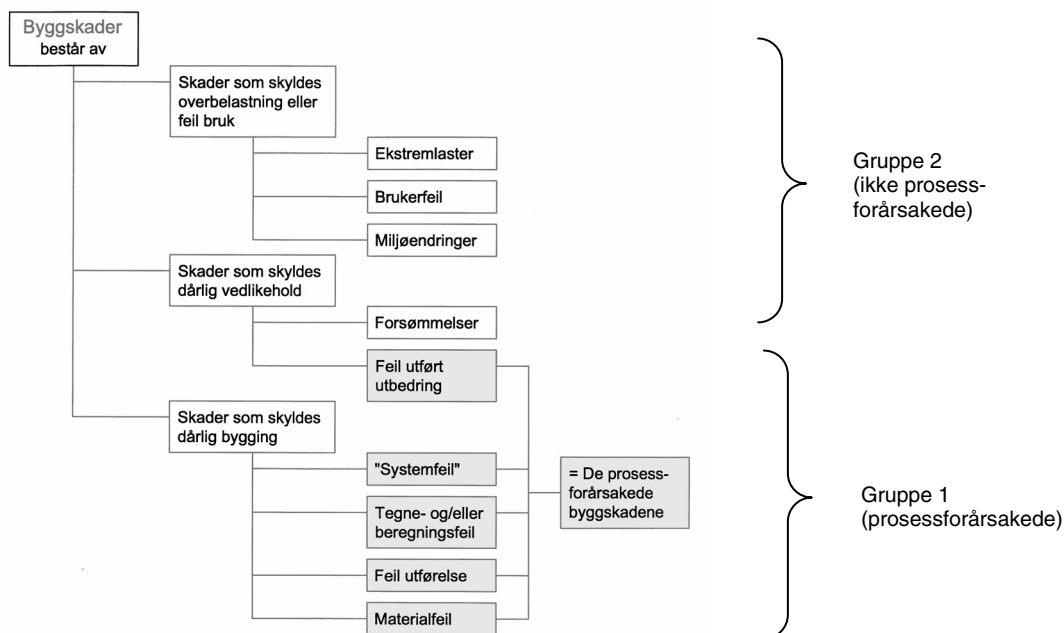 Byggskader
består av
Skader som skyldes
overbelastning eller
feil bruk
Ekstremlaster
Brukerfeil
Miljøendringer
Gruppe 2
(ikke prosess-
forårsakede)
Skader som skyldes
dårlig vedlikehold
Forsømmelser
Feil utført
utbedring
Skader som skyldes
dårlig bygging
"Systemfeil"
Tegne- og/eller
beregningsfeil
Feil utførelse
Materialfeil
= De prosess-
forårsakede
byggskadene
Gruppe 1
(prosessforårsakede)